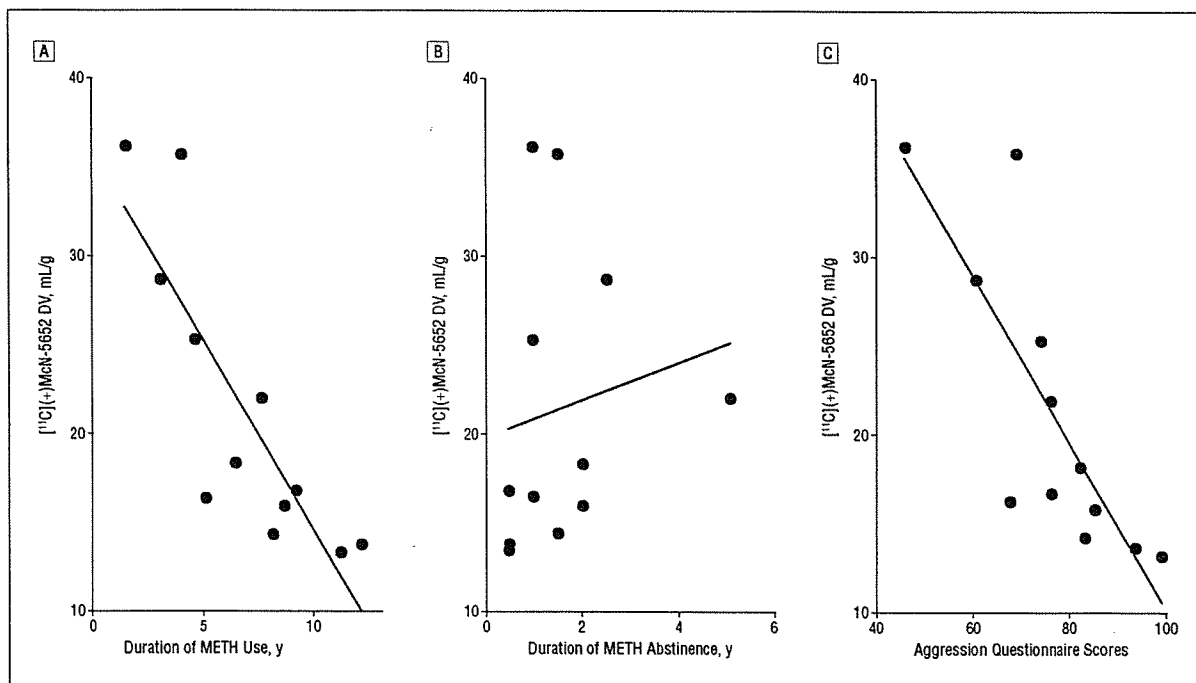 A
B
C
40
30
20
10
[¹¹C](+)McN-5652 DV, mL/g
0
5
10
Duration of METH Use, y
40
30
20
10
[¹¹C](+)McN-5652 DV, mL/g
0
2
4
6
Duration of METH Abstinence, y
40
30
20
10
[¹¹C](+)McN-5652 DV, mL/g
40
60
80
100
Aggression Questionnaire Scores